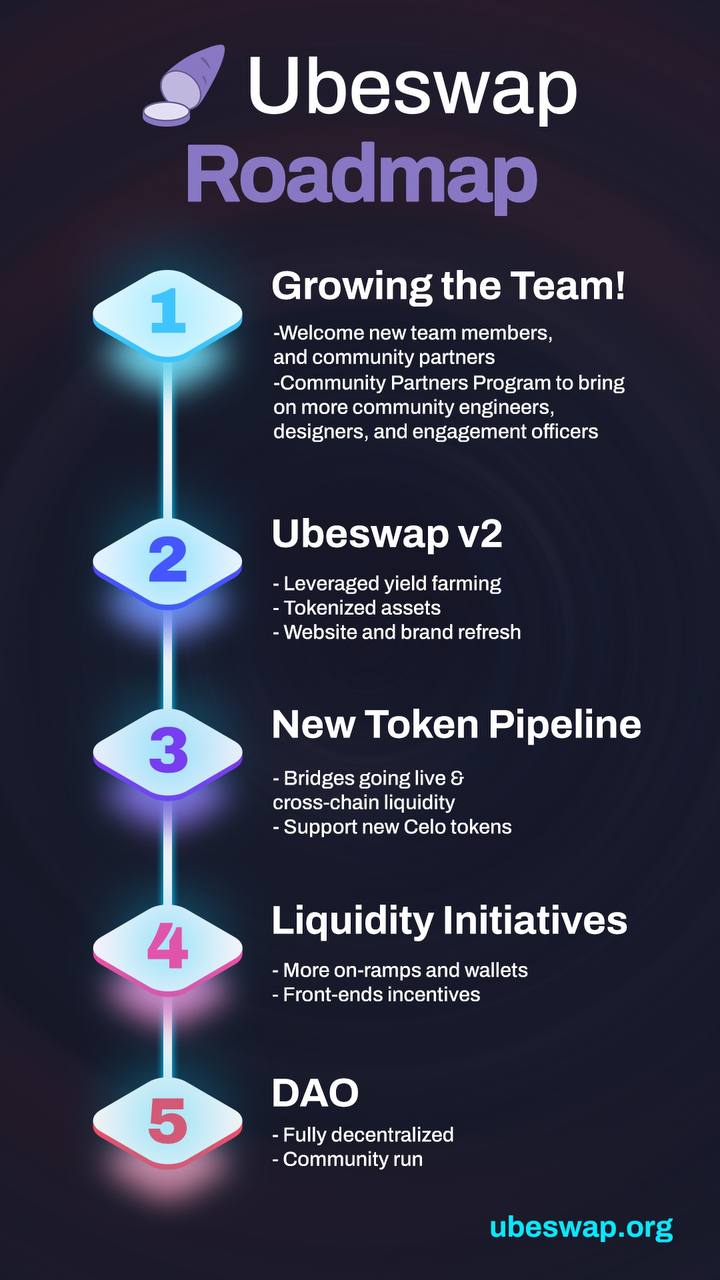 Ubeswap
Roadmap
1
Growing the Team!
-Welcome new team members,
and community partners
-Community Partners Program to bring
on more community engineers,
designers, and engagement officers
2
Ubeswap v2
- Leveraged yield farming
- Tokenized assets
- Website and brand refresh
3
New Token Pipeline
- Bridges going live &
cross-chain liquidity
- Support new Celo tokens
4
Liquidity Initiatives
- More on-ramps and wallets
- Front-ends incentives
5
DAO
- Fully decentralized
- Community run
ubeswap.org